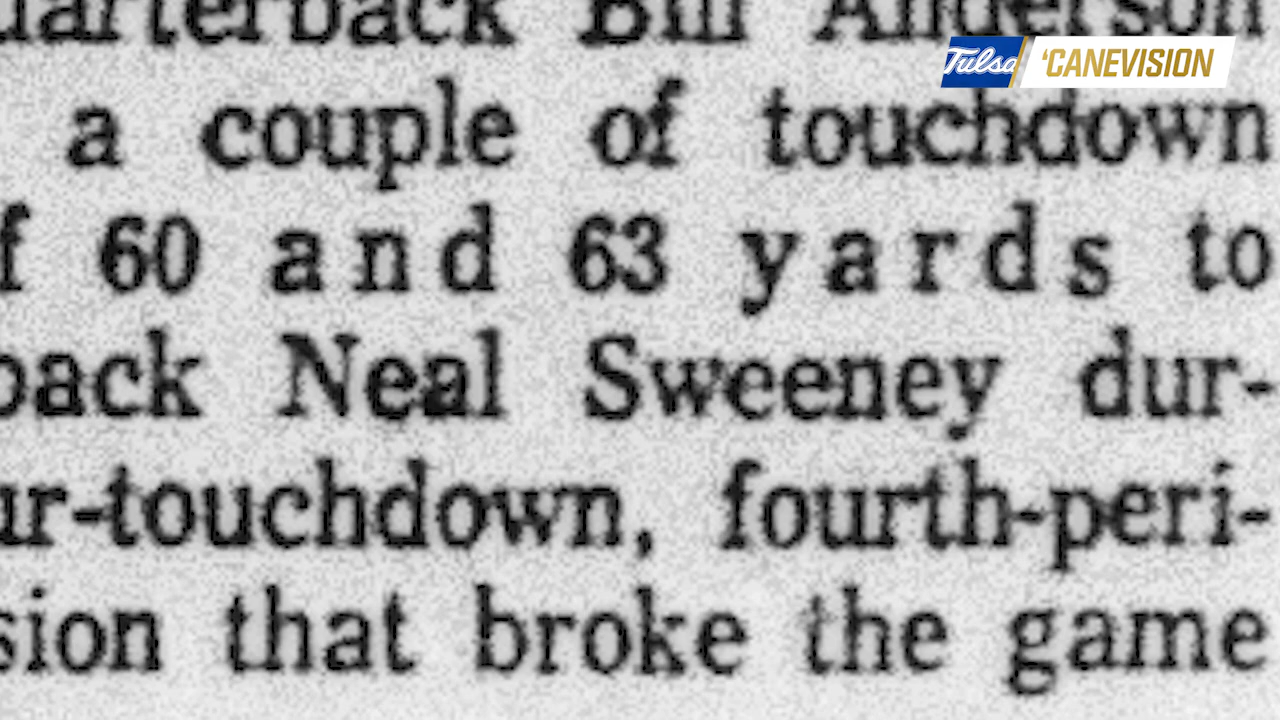 uarterback Bill Anderson
Tulsa 'CANEVISION
a couple of touchdown
f 60 and 63 yards to
back Neal Sweeney dur-
ur-touchdown, fourth-peri-
sion that broke the game